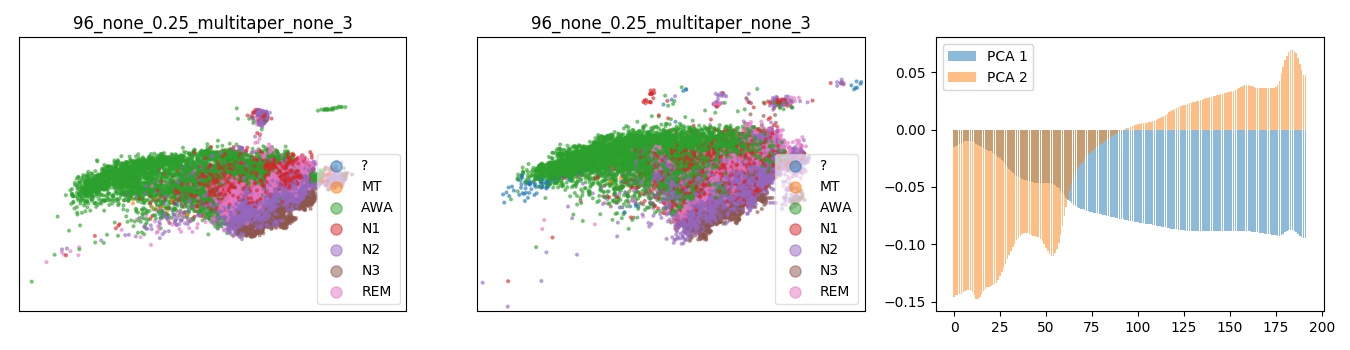 96_none_0.25_multitaper_none_3
?
MT
AWA
N1
N2
N3
REM
96_none_0.25_multitaper_none_3
?
MT
AWA
N1
N2
N3
REM
PCA 1
PCA 2
0.05
0.00
−0.05
−0.10
−0.15
0 25 50 75 100 125 150 175 200